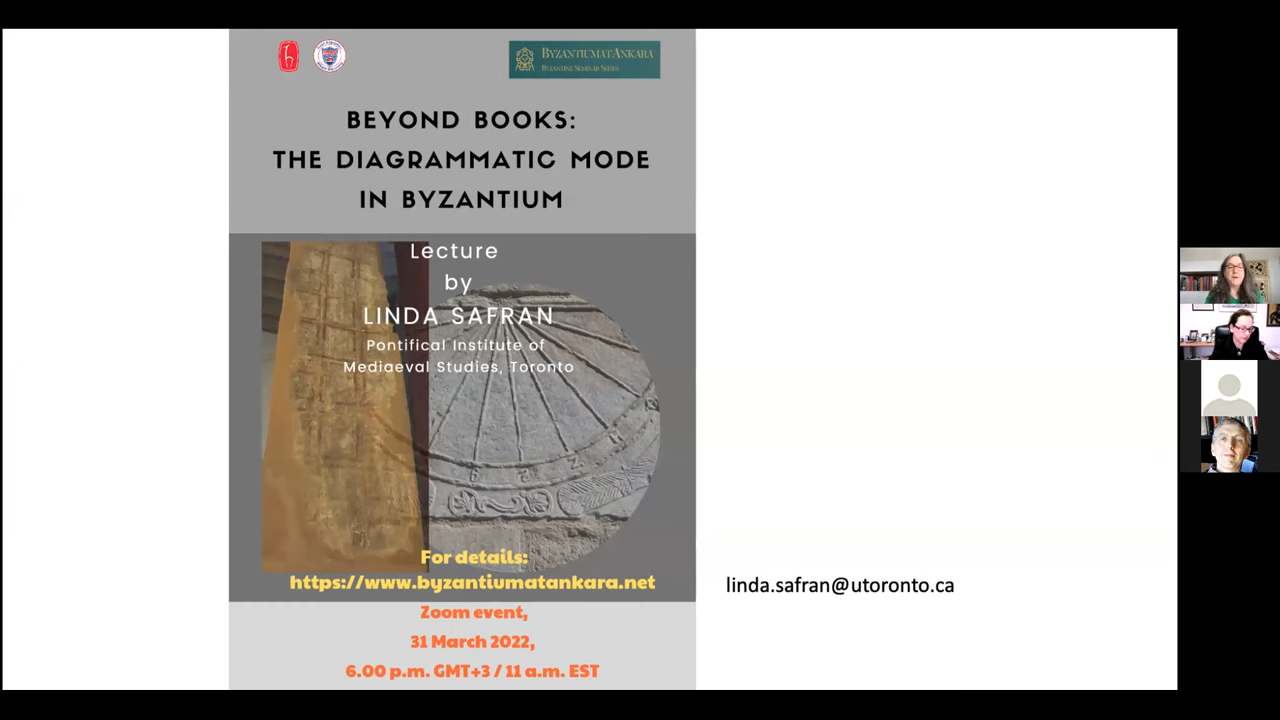 BYZANTIUMATANKARA
BYZANTINE SEMINAR SERIES
BEYOND BOOKS:
THE DIAGRAMMATIC MODE
IN BYZANTIUM
Lecture
by
LINDA SAFRAN
Pontifical Institute of
Mediaeval Studies, Toronto
For details:
https://www.byzantiumatankara.net
Zoom event,
31 March 2022,
6.00 p.m. GMT+3 / 11 a.m. EST
linda.safran@utoronto.ca